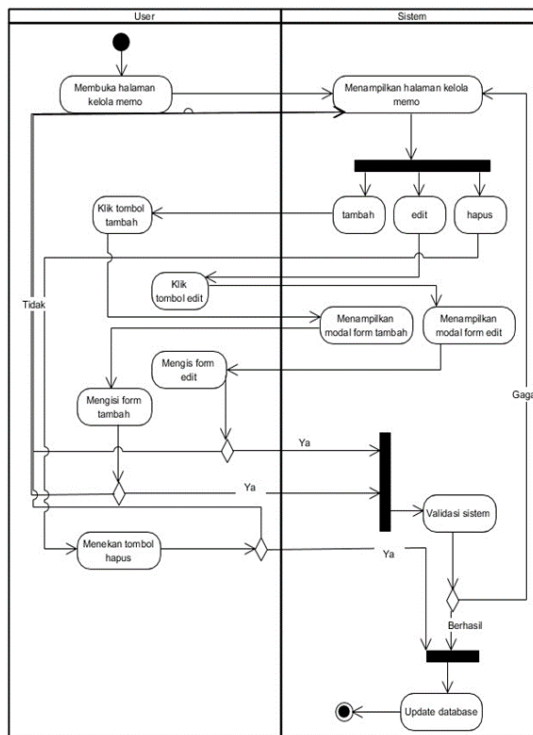 User
Sistem
Membuka halaman
kelola memo
Menampilkan halaman kelola
memo
Klik tombol
tambah
tambah
edit
hapus
Klik
tombol edit
Tidak
Menampilkan
modal form tambah
Menampilkan
modal form edit
Mengis form
edit
Mengisi form
tambah
Gaga
Ya
Ya
Validasi sistem
Menekan tombol
hapus
Ya
Berhasil
Update database